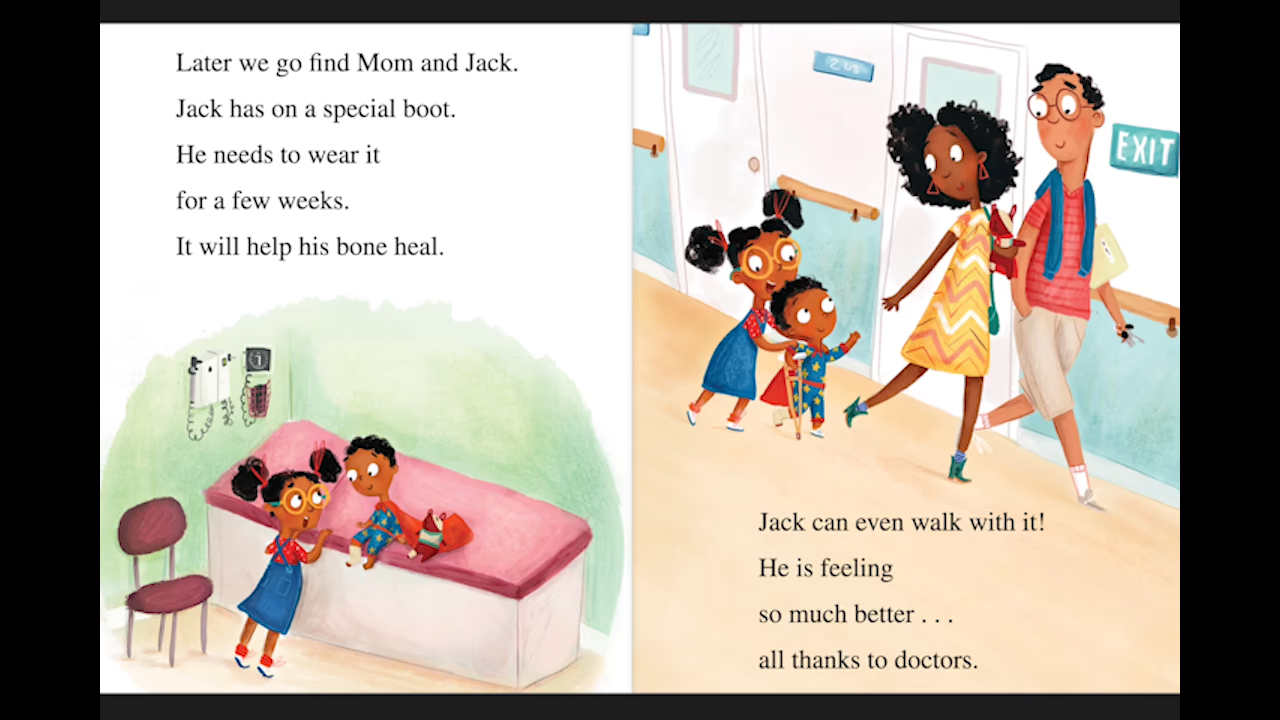 Later we go find Mom and Jack.
Jack has on a special boot.
He needs to wear it
for a few weeks.
It will help his bone heal.
EXIT
Jack can even walk with it!
He is feeling
so much better . . .
all thanks to doctors.